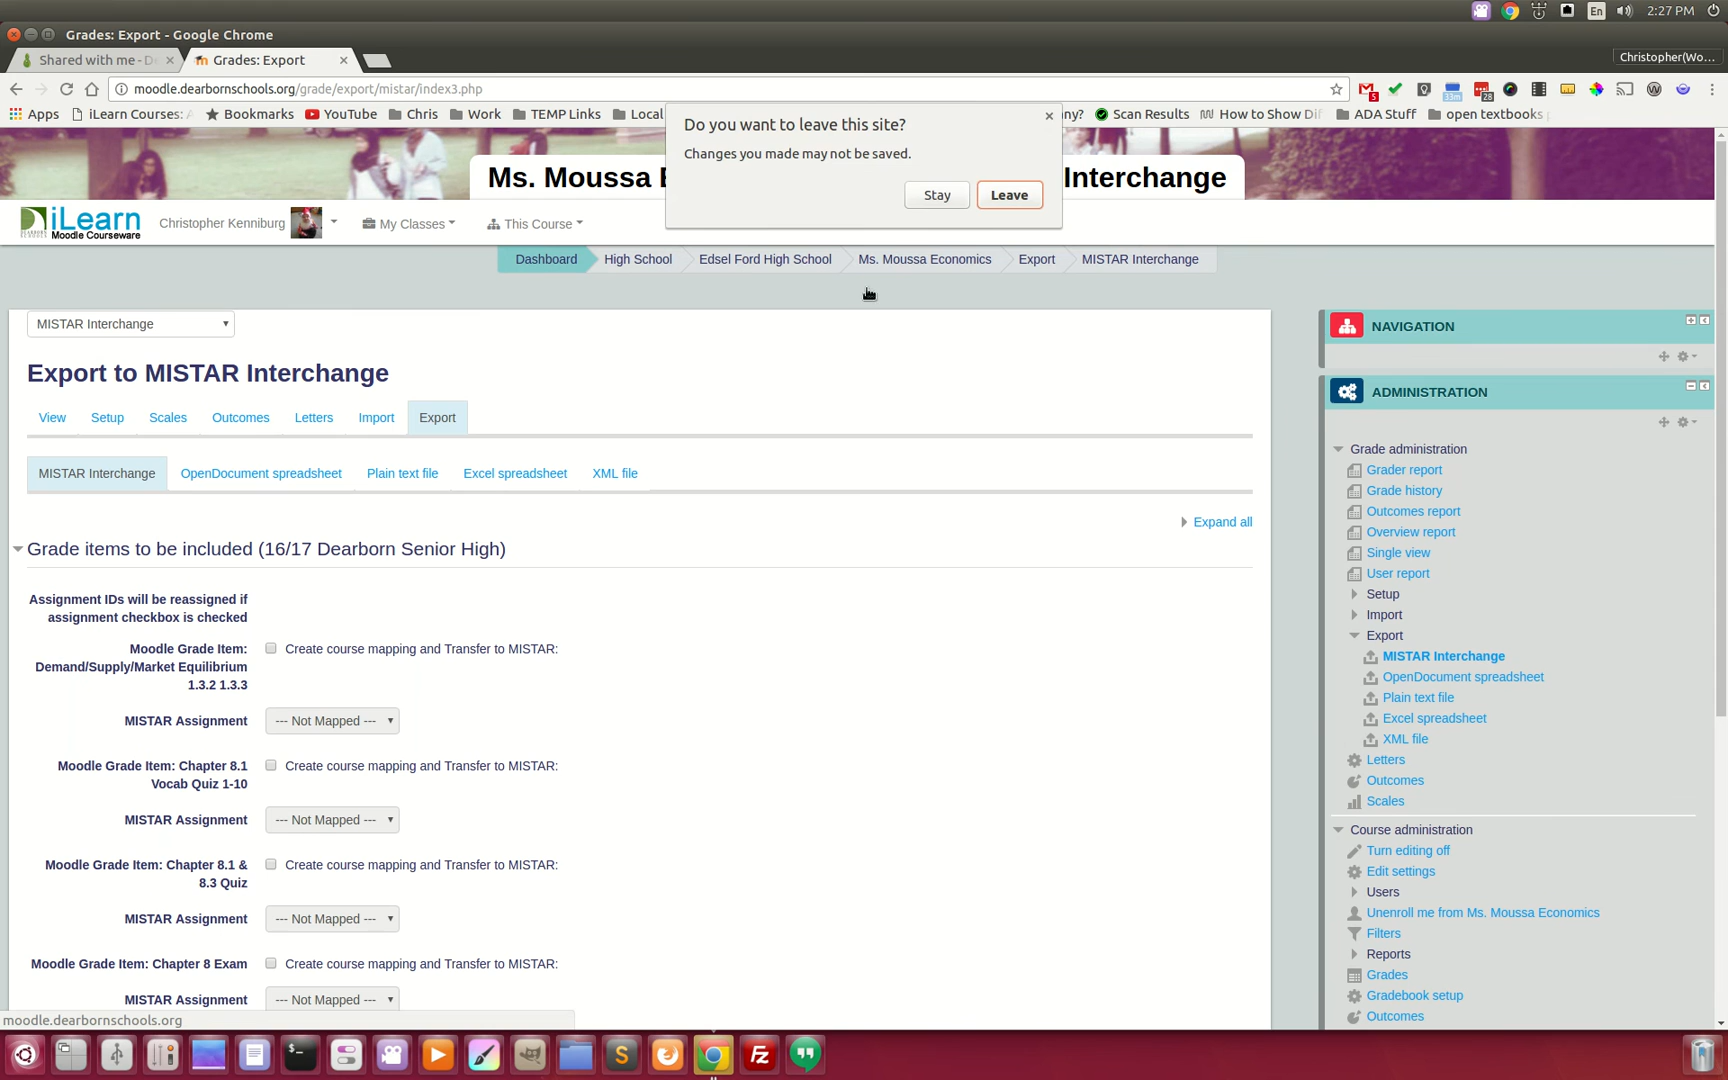 En
2:27 PM
Grades: Export - Google Chrome
Shared with me - D
Grades: Export
Christopher(Wo...
moodle.dearbornschools.org/grade/export/mistar/index3.php
5
33m
28
Apps
iLearn Courses:
Bookmarks
YouTube
Chris
Work
TEMP Links
Local
ny?
Scan Results
How to Show Di
ADA Stuff
open textbooks
Do you want to leave this site?
Changes you made may not be saved.
Stay
Leave
Ms. Moussa E
Interchange
iLearn
Moodle Courseware
Christopher Kenniburg
My Classes
This Course
Dashboard
High School
Edsel Ford High School
Ms. Moussa Economics
Export
MISTAR Interchange
MISTAR Interchange
Export to MISTAR Interchange
View
Setup
Scales
Outcomes
Letters
Import
Export
MISTAR Interchange
OpenDocument spreadsheet
Plain text file
Excel spreadsheet
XML file
Expand all
Grade items to be included (16/17 Dearborn Senior High)
Assignment IDs will be reassigned if
assignment checkbox is checked
Moodle Grade Item:
Demand/Supply/Market Equilibrium
1.3.2 1.3.3
Create course mapping and Transfer to MISTAR:
MISTAR Assignment
--- Not Mapped ---
Moodle Grade Item: Chapter 8.1
Vocab Quiz 1-10
Create course mapping and Transfer to MISTAR:
MISTAR Assignment
--- Not Mapped ---
Moodle Grade Item: Chapter 8.1 &
8.3 Quiz
Create course mapping and Transfer to MISTAR:
MISTAR Assignment
--- Not Mapped ---
Moodle Grade Item: Chapter 8 Exam
Create course mapping and Transfer to MISTAR:
MISTAR Assignment
--- Not Mapped ---
moodle.dearbornschools.org
NAVIGATION
ADMINISTRATION
Grade administration
Grader report
Grade history
Outcomes report
Overview report
Single view
User report
Setup
Import
Export
MISTAR Interchange
OpenDocument spreadsheet
Plain text file
Excel spreadsheet
XML file
Letters
Outcomes
Scales
Course administration
Turn editing off
Edit settings
Users
Unenroll me from Ms. Moussa Economics
Filters
Reports
Grades
Gradebook setup
Outcomes